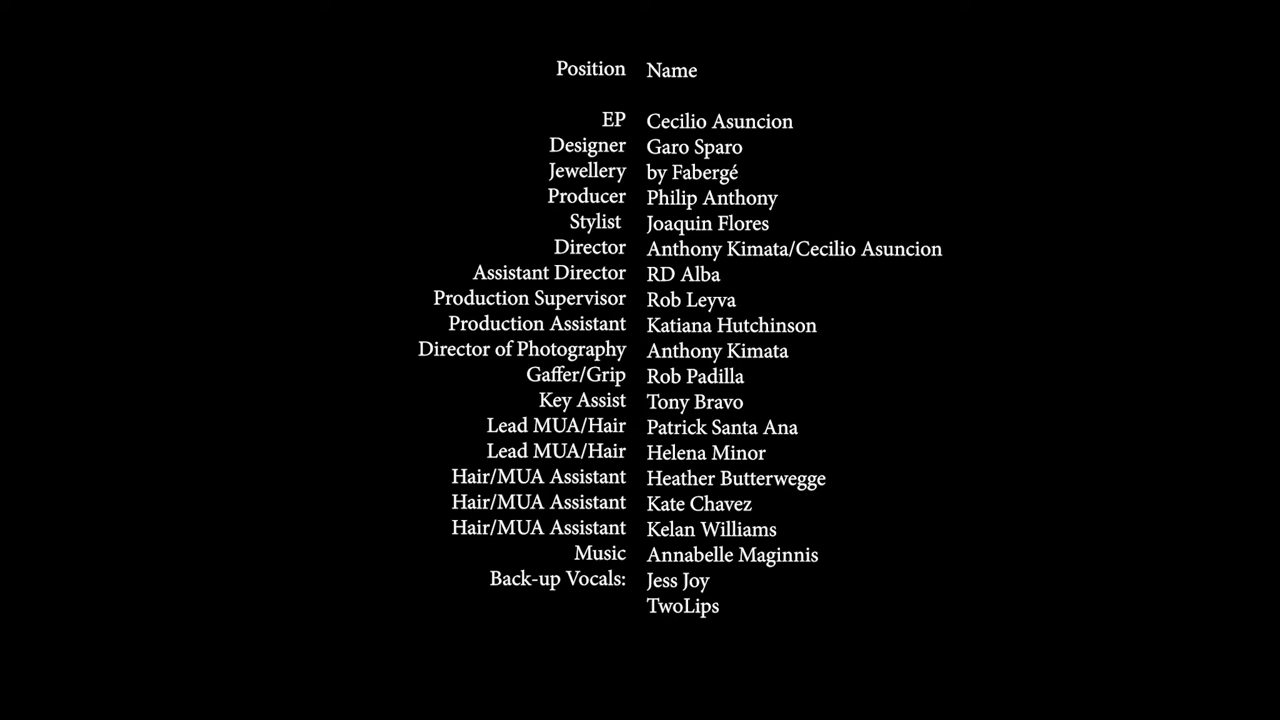 Position Name
EP Cecilio Asuncion
Designer Garo Sparo
Jewellery by Fabergé
Producer Philip Anthony
Stylist Joaquin Flores
Director Anthony Kimata/Cecilio Asuncion
Assistant Director RD Alba
Production Supervisor Rob Leyva
Production Assistant Katiana Hutchinson
Director of Photography Anthony Kimata
Gaffer/Grip Rob Padilla
Key Assist Tony Bravo
Lead MUA/Hair Patrick Santa Ana
Lead MUA/Hair Helena Minor
Hair/MUA Assistant Heather Butterwegge
Hair/MUA Assistant Kate Chavez
Hair/MUA Assistant Kelan Williams
Music Annabelle Maginnis
Back-up Vocals: Jess Joy
TwoLips